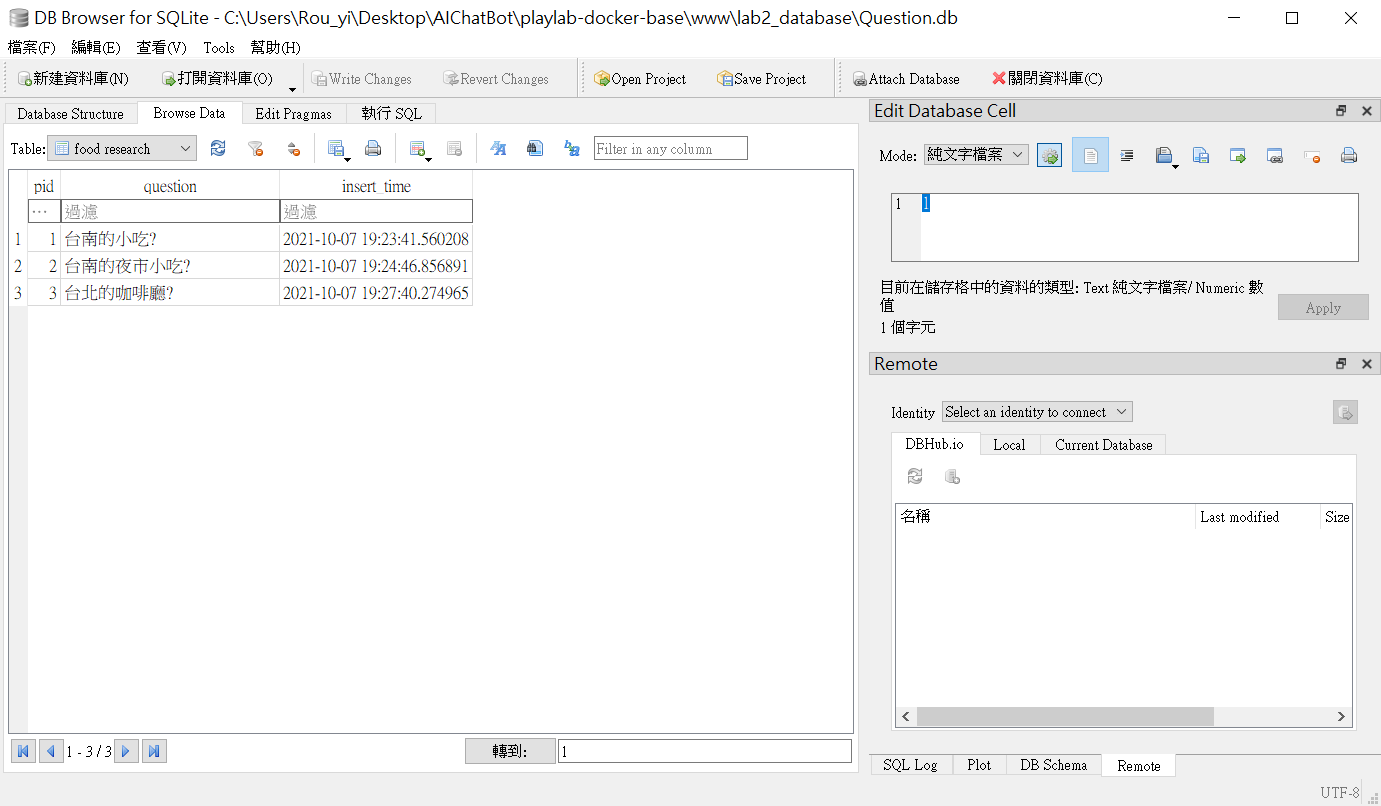 DB Browser for SQLite - C:\Users\Rou_yi\Desktop\AIChatBot\playlab-docker-base\www\lab2_database\Question.db
檔案(F) 編輯(E) 查看(V) Tools 幫助(H)
新建資料庫(N) 打開資料庫(O) Write Changes Revert Changes Open Project Save Project Attach Database 關閉資料庫(C)
Database Structure Browse Data Edit Pragmas 執行 SQL
Table: food research Filter in any column
pid question insert_time
... 過濾 過濾
1 1 台南的小吃? 2021-10-07 19:23:41.560208
2 2 台南的夜市小吃? 2021-10-07 19:24:46.856891
3 3 台北的咖啡廳? 2021-10-07 19:27:40.274965
1 - 3 / 3 轉到: 1
Edit Database Cell
Mode: 純文字檔案
1 1
目前在儲存格中的資料的類型: Text 純文字檔案/ Numeric 數
值
1 個字元
Apply
Remote
Identity Select an identity to connect
DBHub.io Local Current Database
名稱 Last modified Size
SQL Log Plot DB Schema Remote
UTF-8